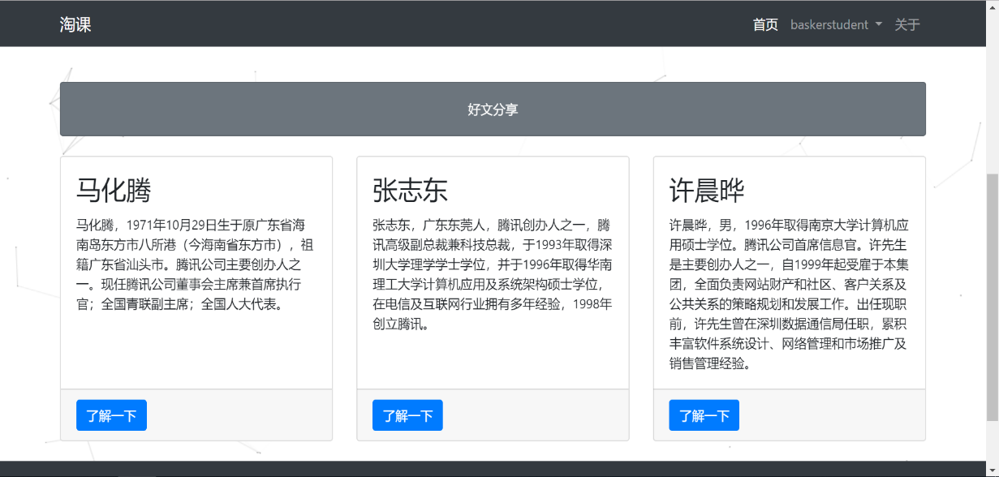 淘课
首页 baskerstudent 关于
好文分享
马化腾
马化腾，1971年10月29日生于原广东省海
南岛东方市八所港（今海南省东方市），祖
籍广东省汕头市。腾讯公司主要创办人之
一。现任腾讯公司董事会主席兼首席执行
官；全国青联副主席；全国人大代表。
了解一下
张志东
张志东，广东东莞人，腾讯创办人之一，腾
讯高级副总裁兼科技总裁，于1993年取得深
圳大学理学学士学位，并于1996年取得华南
理工大学计算机应用及系统架构硕士学位，
在电信及互联网行业拥有多年经验，1998年
创立腾讯。
了解一下
许晨晔
许晨晔，男，1996年取得南京大学计算机应
用硕士学位。腾讯公司首席信息官。许先生
是主要创办人之一，自1999年起受雇于本集
团，全面负责网站财产和社区、客户关系及
公共关系的策略规划和发展工作。出任现职
前，许先生曾在深圳数据通信局任职，累积
丰富软件系统设计、网络管理和市场推广及
销售管理经验。
了解一下